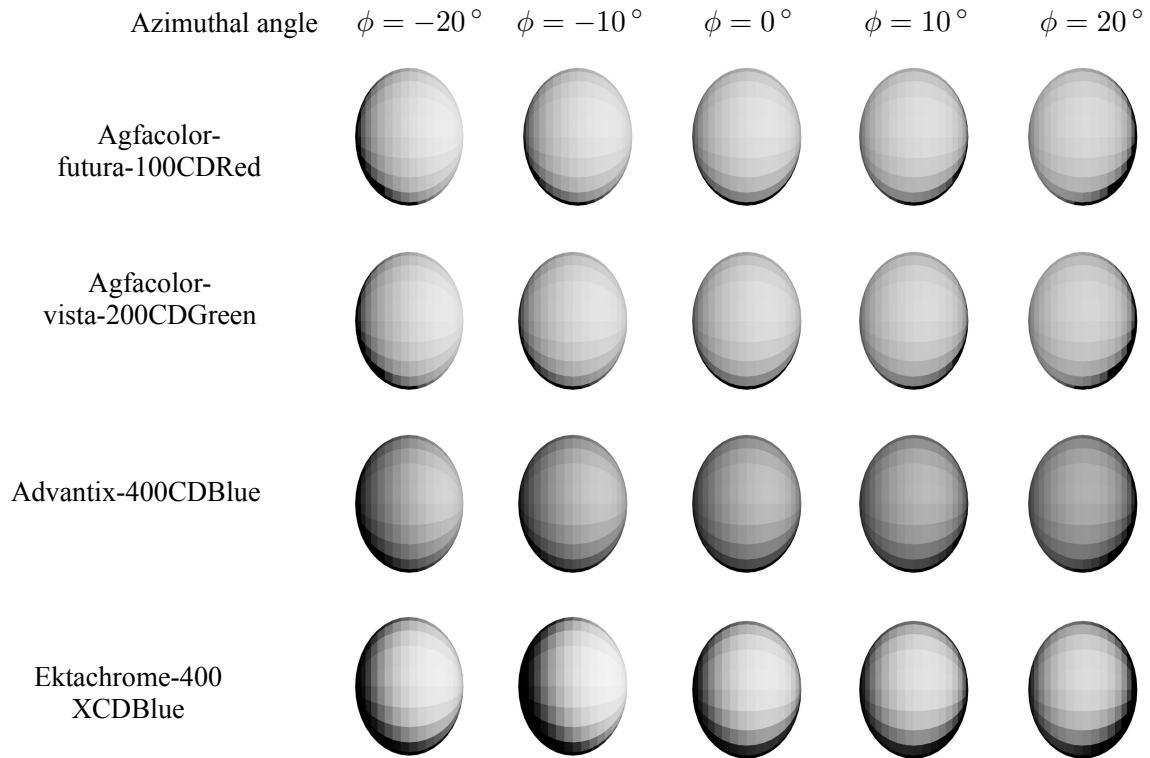 Azimuthal angle ϕ = −20° ϕ = −10° ϕ = 0° ϕ = 10° ϕ = 20°
Agfacolor-
futura-100CDRed
Agfacolor-
vista-200CDGreen
Advantix-400CDBlue
Ektachrome-400
XCDBlue